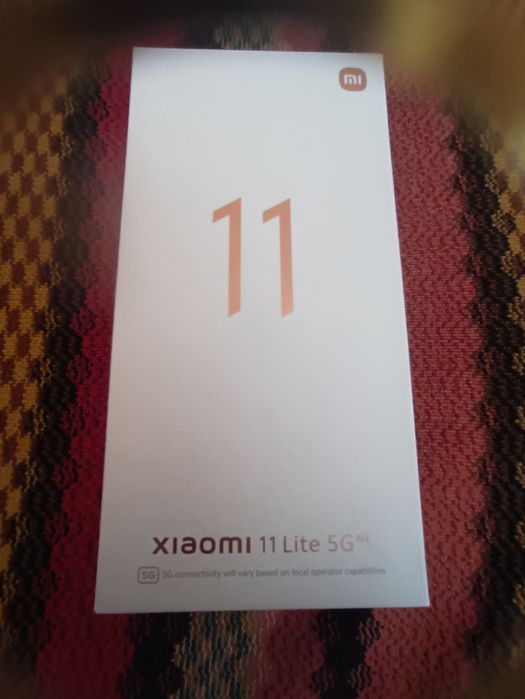 mi
11
xiaomi 11 Lite 5G NE
5G 5G connectivity will vary based on local operator capabilities